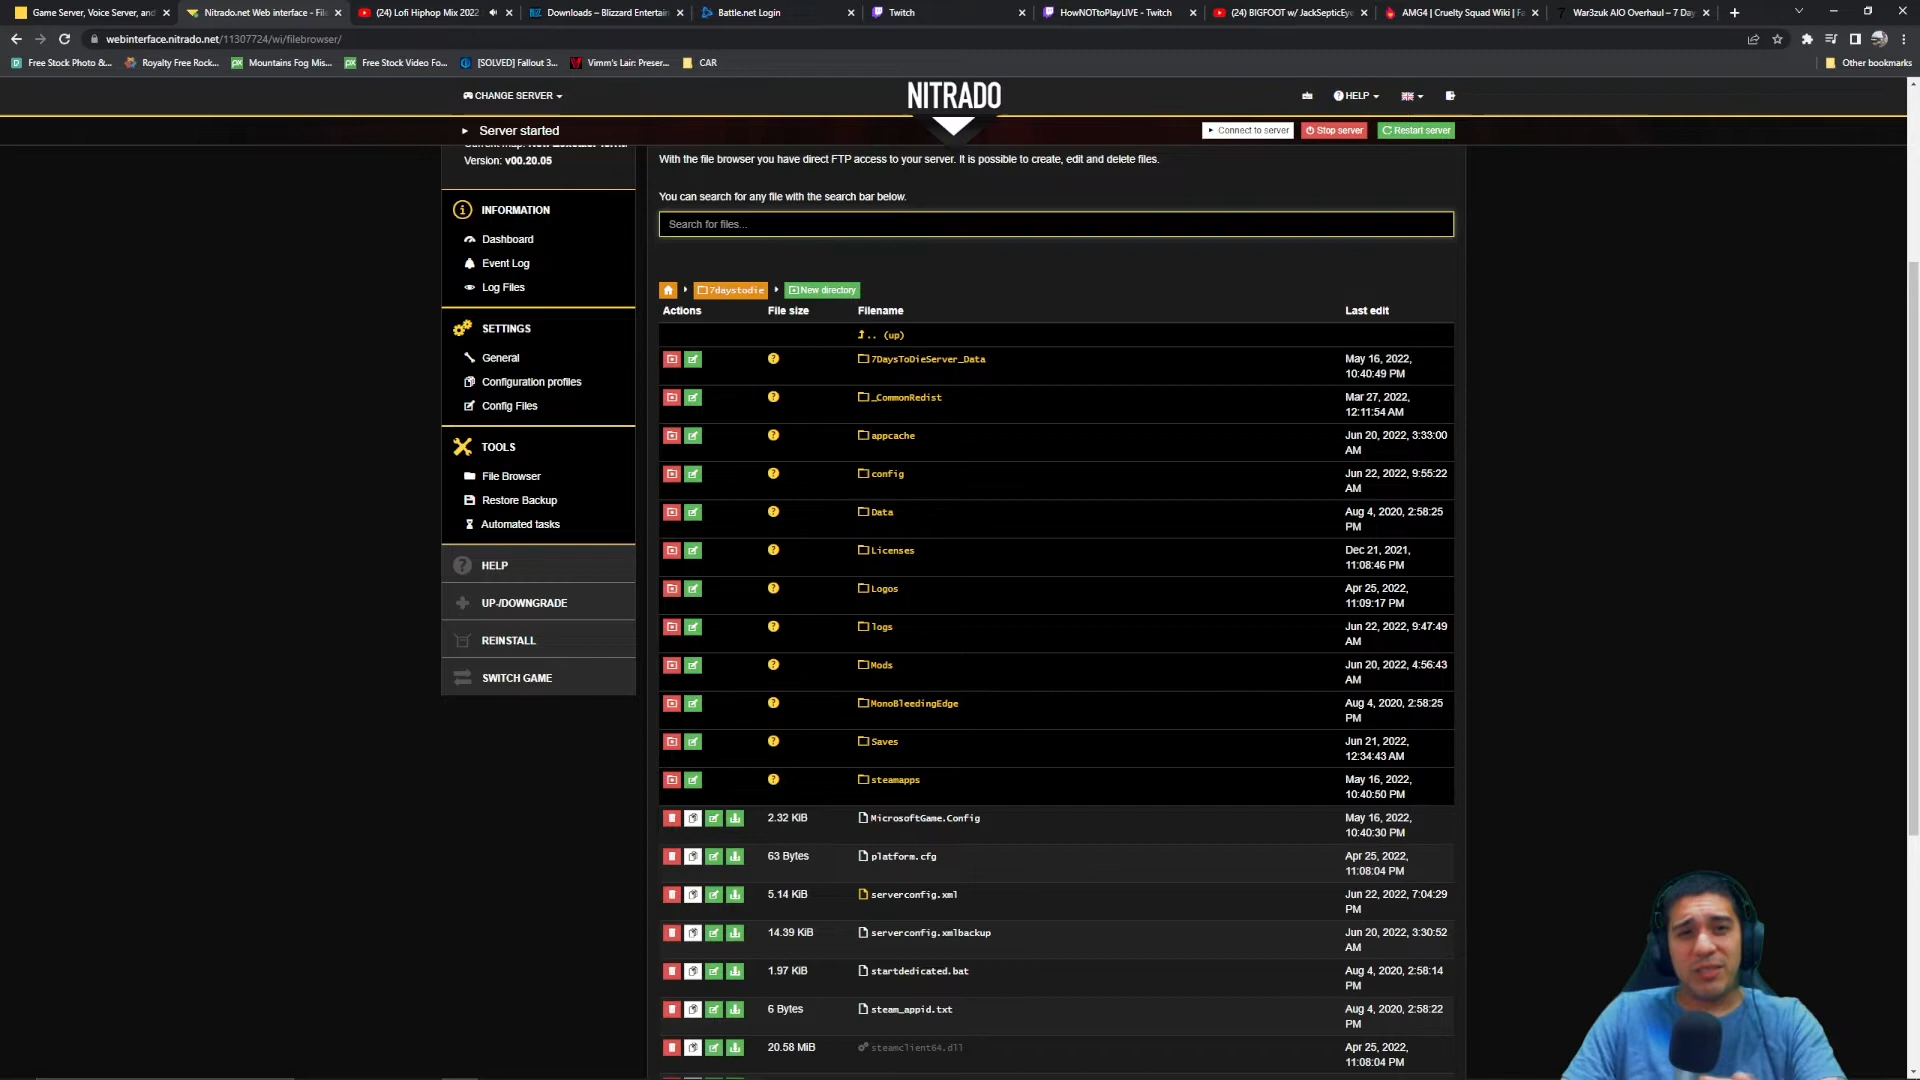 Game Server, Voice Server, and
Nitrado.net Web interface - Fil
(24) Lofi Hiphop Mix 2022
Downloads – Blizzard Entertain
Battle.net Login
Twitch
HowNOTtoPlayLIVE - Twitch
(24) BIGFOOT w/ JackSepticEye
AMG4 | Cruelty Squad Wiki | Fa
War3zuk AIO Overhaul – 7 Day
webinterface.nitrado.net/11307724/wi/filebrowser/
Free Stock Photo &...
Royalty Free Rock...
Mountains Fog Mis...
Free Stock Video Fo...
[SOLVED] Fallout 3...
Vimm's Lair: Preser...
CAR
Other bookmarks
CHANGE SERVER
NITRADO
HELP
Server started
Connect to server
Stop server
Restart server
Version: v00.20.05
INFORMATION
Dashboard
Event Log
Log Files
SETTINGS
General
Configuration profiles
Config Files
TOOLS
File Browser
Restore Backup
Automated tasks
HELP
UP-/DOWNGRADE
REINSTALL
SWITCH GAME
With the file browser you have direct FTP access to your server. It is possible to create, edit and delete files.
You can search for any file with the search bar below.
Search for files...
7daystodie
New directory
Actions File size Filename Last edit
.. (up)
7DaysToDieServer_Data May 16, 2022,
10:40:49 PM
_CommonRedist Mar 27, 2022,
12:11:54 AM
appcache Jun 20, 2022, 3:33:00
AM
config Jun 22, 2022, 9:55:22
AM
Data Aug 4, 2020, 2:58:25
PM
Licenses Dec 21, 2021,
11:08:46 PM
Logos Apr 25, 2022,
11:09:17 PM
logs Jun 22, 2022, 9:47:49
AM
Mods Jun 20, 2022, 4:56:43
AM
MonoBleedingEdge Aug 4, 2020, 2:58:25
PM
Saves Jun 21, 2022,
12:34:43 AM
steamapps May 16, 2022,
10:40:50 PM
2.32 KiB MicrosoftGame.Config May 16, 2022,
10:40:30 PM
63 Bytes platform.cfg Apr 25, 2022,
11:08:04 PM
5.14 KiB serverconfig.xml Jun 22, 2022, 7:04:29
PM
14.39 KiB serverconfig.xmlbackup Jun 20, 2022, 3:30:52
AM
1.97 KiB startdedicated.bat Aug 4, 2020, 2:58:14
PM
6 Bytes steam_appid.txt Aug 4, 2020, 2:58:22
PM
20.58 MiB steamclient64.dll Apr 25, 2022,
11:08:04 PM